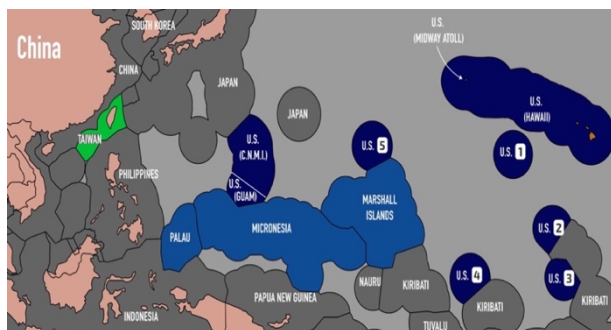 SOUTH KOREA
China
CHINA
JAPAN
JAPAN
TAIWAN
PHILIPPINES
U.S.
(MIDWAY ATOLL)
U.S.
(HAWAII)
U.S. 1
U.S. 5
U.S.
(C.N.M.I.)
U.S.
(GUAM)
MARSHALL
ISLANDS
PALAU
MICRONESIA
U.S. 2
U.S. 3
U.S. 4
NAURU
KIRIBATI
KIRIBATI
KIRIBATI
PAPUA NEW GUINEA
INDONESIA
TUVALU